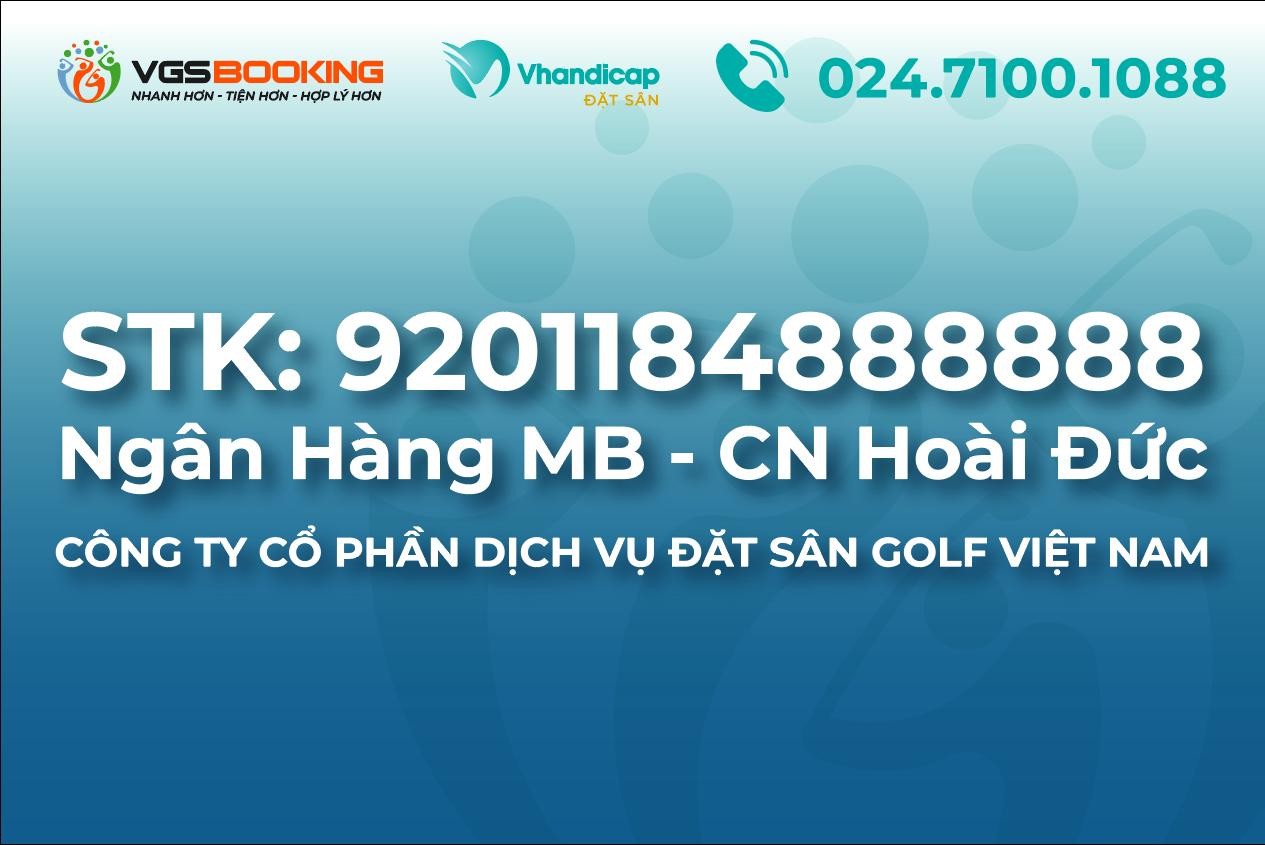 VGSBOOKING
NHANH HƠN - TIỆN HƠN - HỢP LÝ HƠN
Vhandicap
ĐẶT SÂN
024.7100.1088
STK: 9201184888888
Ngân Hàng MB - CN Hoài Đức
CÔNG TY CỔ PHẦN DỊCH VỤ ĐẶT SÂN GOLF VIỆT NAM